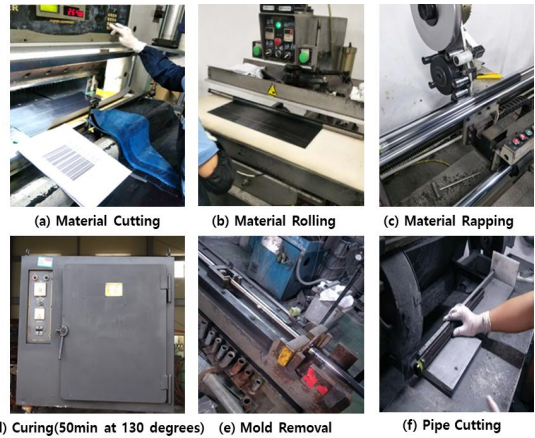 (a) Material Cutting
(b) Material Rolling
(c) Material Rapping
) Curing(50min at 130 degrees)
(e) Mold Removal
(f) Pipe Cutting